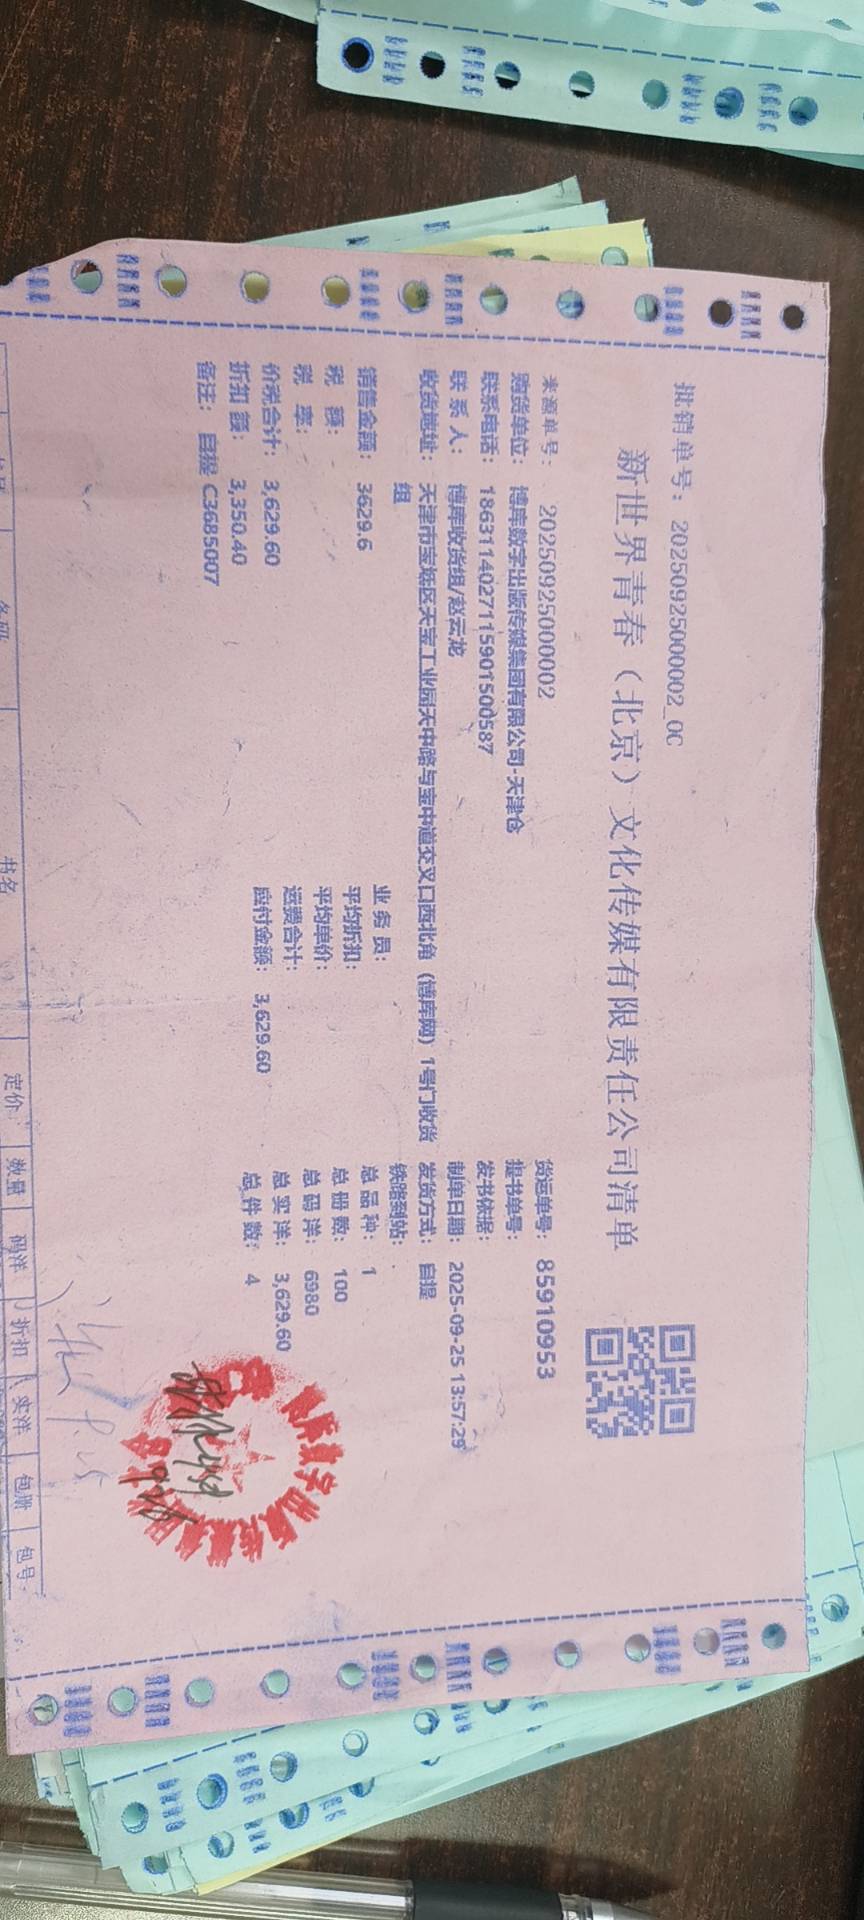 批销单号： 20250925000002_0C
新世界青春（北京）文化传媒有限责任公司清单
来源单号： 20250925000002
货运单号： 85910953
购货单位： 博库数字出版传媒集团有限公司-天津仓
提书单号：
联系电话： 18631140271159015005​87
发书依据：
联 系 人： 博库收货组/赵云龙
制单日期： 2025-09-25 13:57:29
收货地址： 天津市宝坻区天宝工业园天中路与宝中道交叉口西北角（博库网）1号门收货组
发货方式： 自提
铁路到站： .
销售金额： 3629.6
业 务 员：
总 品 种： 1
税 额：
平均折扣：
总 册 数： 100
税 率：
平均单价：
总 码 洋： 6980
价税合计： 3,629.60
运费合计：
总 实 洋： 3,629.60
折扣 额： 3,350.40
应付金额： 3,629.60
总 件 数： 4
备注： 自提 C3685007
书名 定价 数量 码洋 折扣 实洋 包册 包号